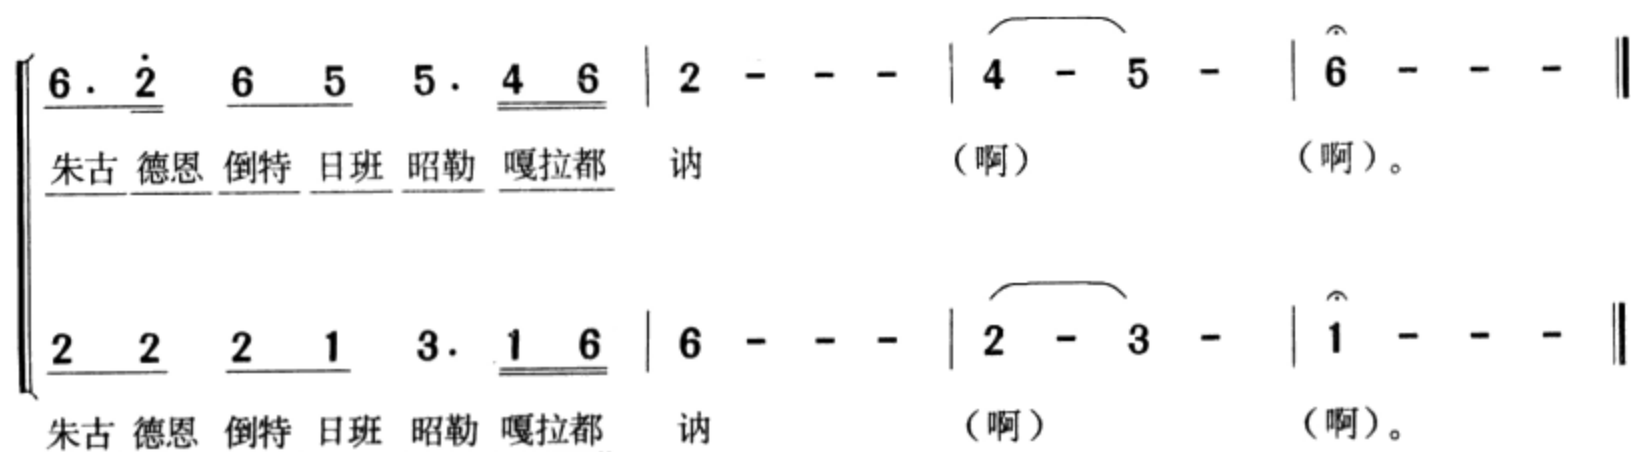 6. 2̇ 6 5 5. 4 6 | 2 - - - | 4 - 5 - | 6 - - - ‖
朱古 德恩 倒特 日班 昭勒 嘎拉都 讷 （啊） （啊）。
2 2 2 1 3. 1 6 | 6 - - - | 2 - 3 - | 1 - - - ‖
朱古 德恩 倒特 日班 昭勒 嘎拉都 讷 （啊） （啊）。